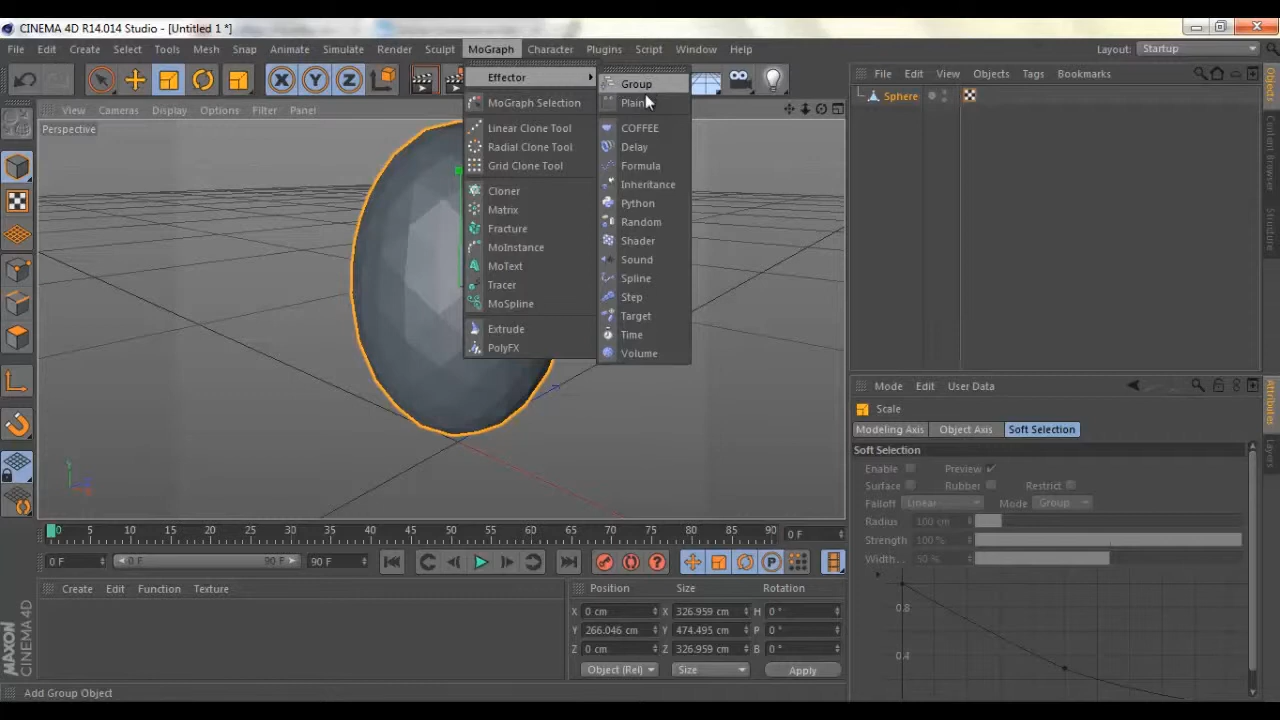 CINEMA 4D R14.014 Studio - [Untitled 1 *]
File Edit Create Select Tools Mesh Snap Animate Simulate Render Sculpt MoGraph Character Plugins Script Window Help Layout: Startup
View Cameras Display Options Filter Panel
Perspective
Effector
MoGraph Selection
Linear Clone Tool
Radial Clone Tool
Grid Clone Tool
Cloner
Matrix
Fracture
MoInstance
MoText
Tracer
MoSpline
Extrude
PolyFX
Group
Plain
COFFEE
Delay
Formula
Inheritance
Python
Random
Shader
Sound
Spline
Step
Target
Time
Volume
File Edit View Objects Tags Bookmarks
Sphere
Objects
Content Browser
Structure
Mode Edit User Data
Scale
Modeling Axis Object Axis Soft Selection
Soft Selection
Enable Preview
Surface Rubber Restrict
Falloff Linear Mode Group
Radius 100 cm
Strength 100 %
Width 50 %
0.8
0.4
Attributes
Layers
0 5 10 15 20 25 30 35 40 45 50 55 60 65 70 75 80 85 90 0 F
0 F 0 F 90 F 90 F
Create Edit Function Texture
Position Size Rotation
X 0 cm X 326.959 cm H 0 °
Y 266.046 cm Y 474.495 cm P 0 °
Z 0 cm Z 326.959 cm B 0 °
Object (Rel) Size Apply
MAXON CINEMA 4D
Add Group Object